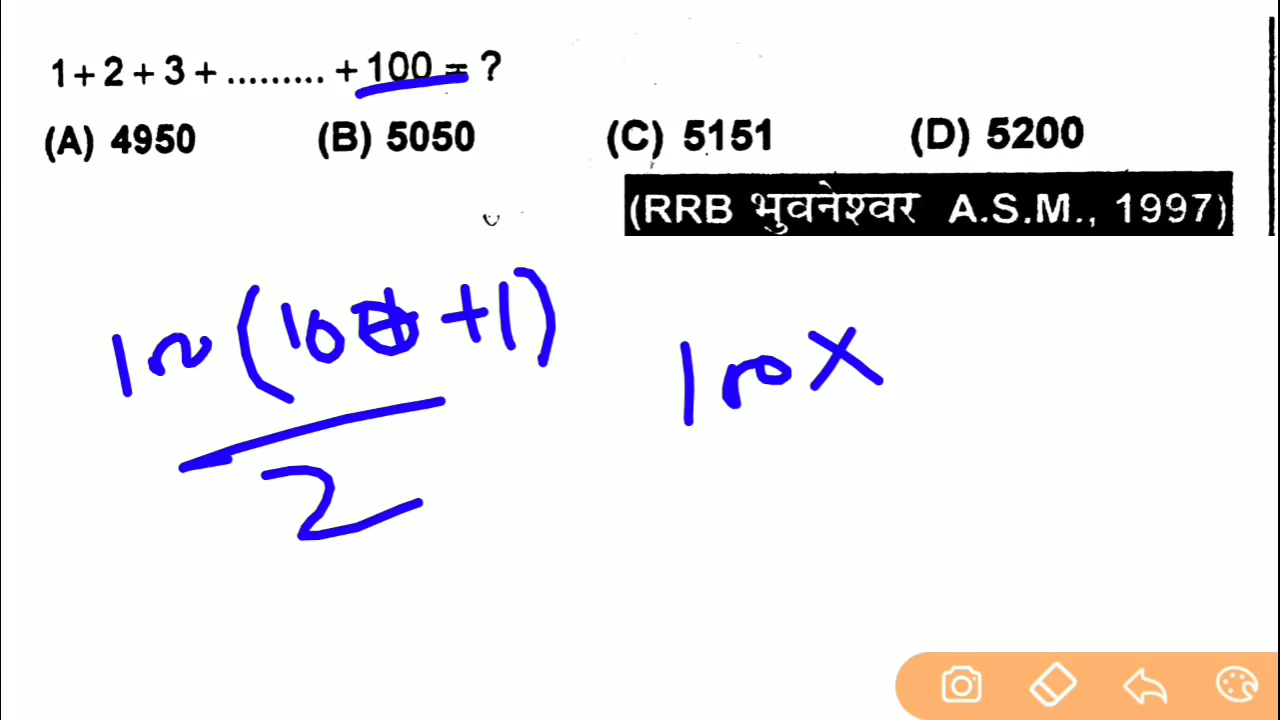 1 + 2 + 3 + ......... + 100 = ?
(A) 4950 (B) 5050 (C) 5151 (D) 5200
(RRB भुवनेश्वर A.S.M., 1997)
100 (100 +1)
2
100 X